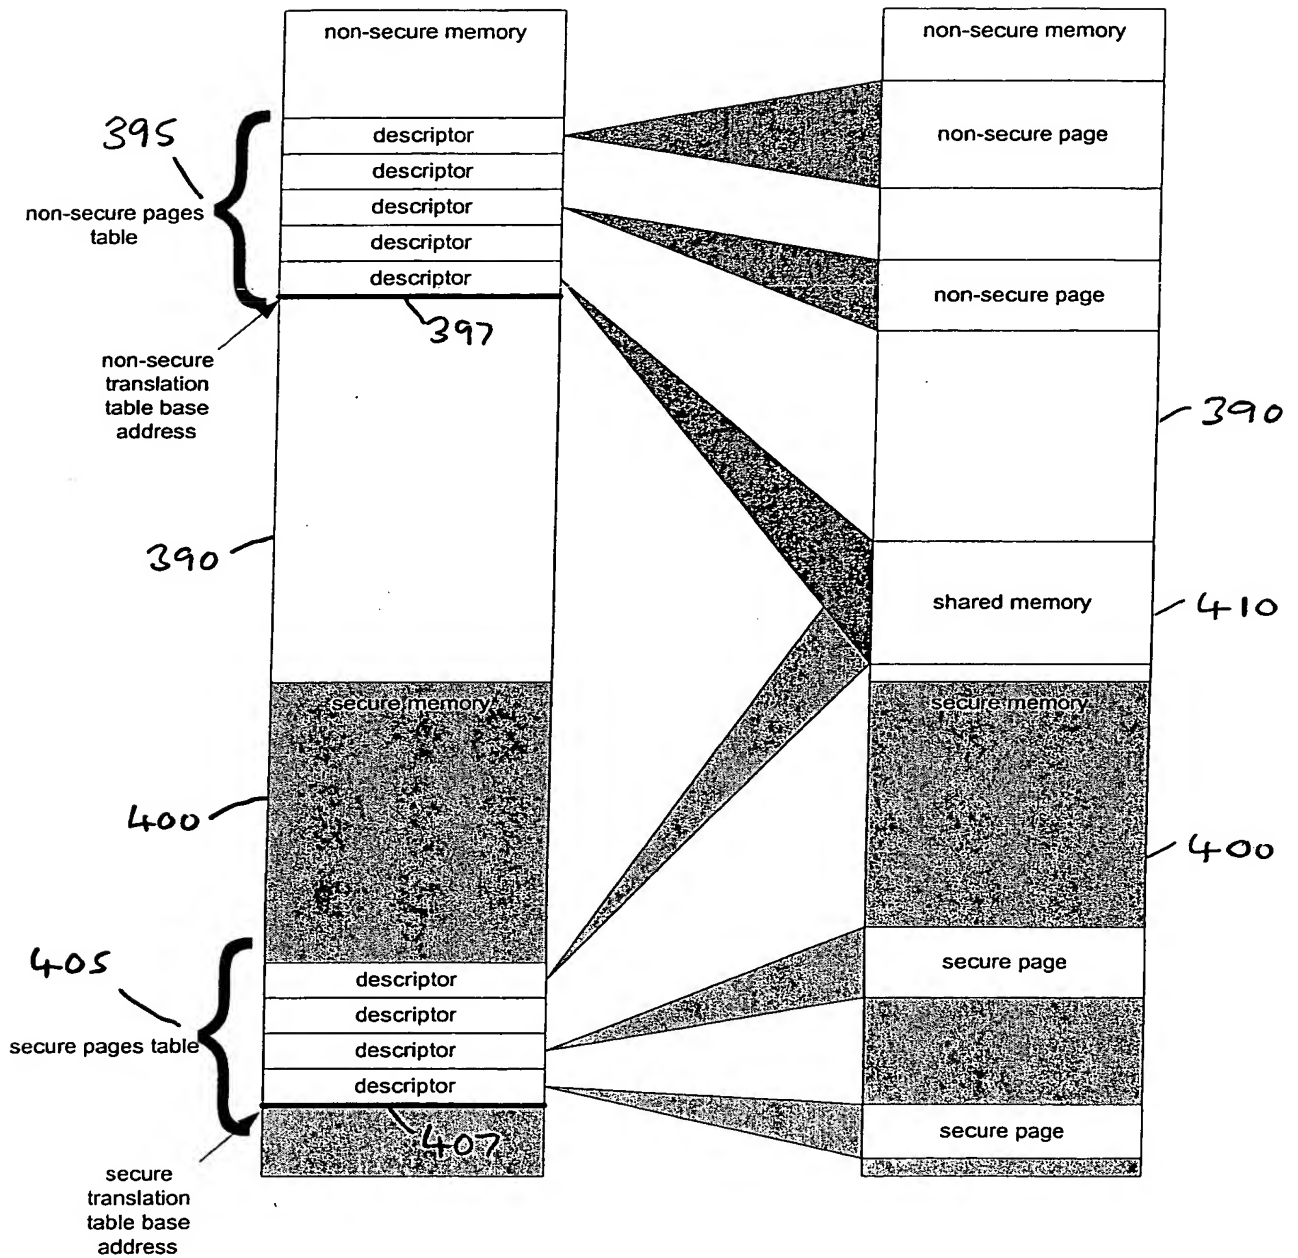 non-secure memory
non-secure memory
395
descriptor
non-secure page
descriptor
non-secure pages
table
descriptor
descriptor
descriptor
non-secure page
397
non-secure
translation
table base
address
390
390
shared memory
410
secure memory
secure memory
400
400
405
descriptor
secure page
descriptor
secure pages table
descriptor
descriptor
secure page
407
secure
translation
table base
address